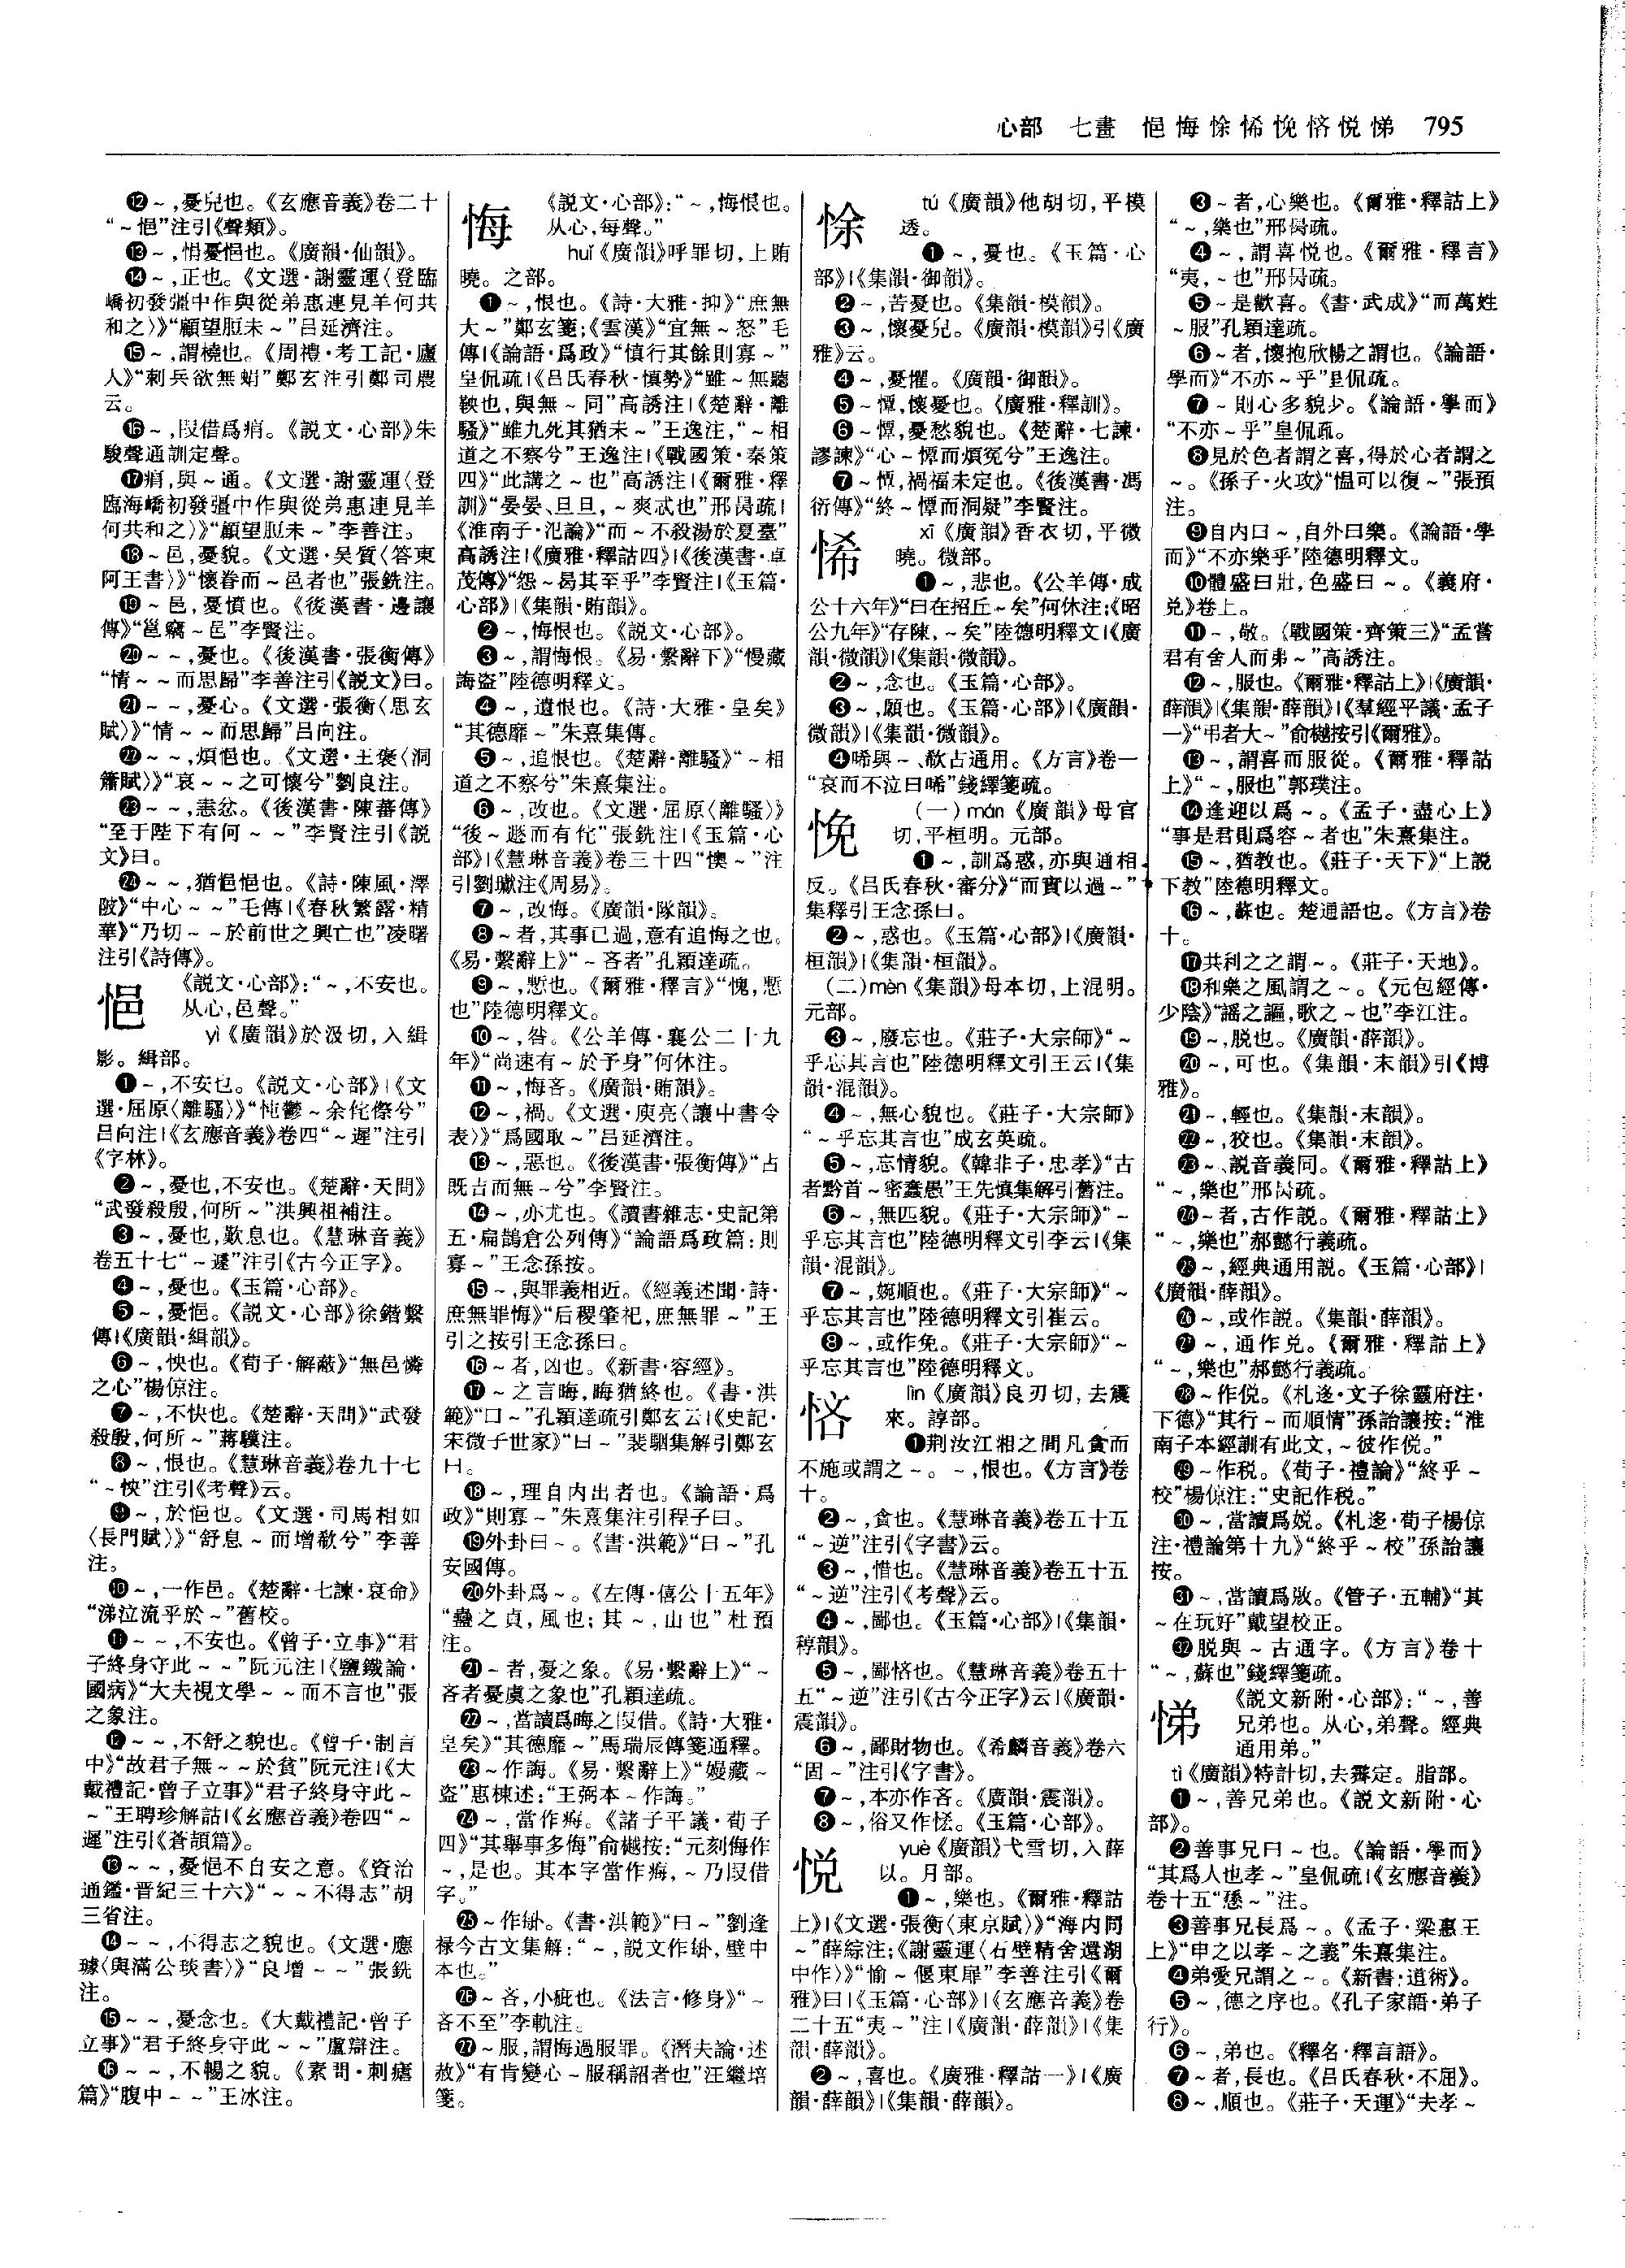 心部　七畫　悒悔悇悕悗悋悦悌　795
⓬～,憂皃也。《玄應音義》卷二十
“～悒”注引《聲類》。
⓭～,悄憂悒也。《廣韻·仙韻》。
⓮～,正也。《文選·謝靈運〈登臨
嶠初發彊中作與從弟惠連見羊何共
和之〉》“顧望脰未～”吕延濟注。
⓯～,謂橈也。《周禮·考工記·廬
人》“刺兵欲無蜎”鄭玄注引鄭司農
云。
⓰～,叚借爲痟。《説文·心部》朱
駿聲通訓定聲。
⓱痟,與～通。《文選·謝靈運〈登
臨海嶠初發彊中作與從弟惠連見羊
何共和之〉》“顧望脰未～”李善注。
⓲～邑,憂貌。《文選·吴質〈答東
阿王書〉》“懷眷而～邑者也”張銑注。
⓳～邑,憂憤也。《後漢書·邊讓
傳》“邕竊～邑”李賢注。
⓴～～,憂也。《後漢書·張衡傳》
“情～～而思歸”李善注引《説文》曰。
㉑～～,憂心。《文選·張衡〈思玄
賦〉》“情～～而思歸”吕向注。
㉒～～,煩悒也。《文選·王褒〈洞
簫賦〉》“哀～～之可懷兮”劉良注。
㉓～～,恚忿。《後漢書·陳蕃傳》
“至于陛下有何～～”李賢注引《説
文》曰。
㉔～～,猶悒悒也。《詩·陳風·澤
陂》“中心～～”毛傳|《春秋繁露·精
華》“乃切～～於前世之興亡也”凌曙
注引《詩傳》。
悒　《説文·心部》：“～,不安也。
从心,邑聲。”
yì《廣韻》於汲切,入緝
影。緝部。
❶～,不安也。《説文·心部》|《文
選·屈原〈離騷〉》“忳鬱～余侘傺兮”
吕向注|《玄應音義》卷四“～遲”注引
《字林》。
❷～,憂也,不安也。《楚辭·天問》
“武發殺殷,何所～”洪興祖補注。
❸～,憂也,歎息也。《慧琳音義》
卷五十七“～遲”注引《古今正字》。
❹～,憂也。《玉篇·心部》。
❺～,憂悒。《説文·心部》徐鍇繫
傳|《廣韻·緝韻》。
❻～,怏也。《荀子·解蔽》“無邑憐
之心”楊倞注。
❼～,不快也。《楚辭·天問》“武發
殺殷,何所～”蔣驥注。
❽～,恨也。《慧琳音義》卷九十七
“～怏”注引《考聲》云。
❾～,於悒也。《文選·司馬相如
〈長門賦〉》“舒息～而增欷兮”李善
注。
❿～,一作邑。《楚辭·七諫·哀命》
“涕泣流乎於～”舊校。
⓫～～,不安也。《曾子·立事》“君
子終身守此～～”阮元注|《鹽鐵論·
國病》“大夫視文學～～而不言也”張
之象注。
⓬～～,不舒之貌也。《曾子·制言
中》“故君子無～～於貧”阮元注|《大
戴禮記·曾子立事》“君子終身守此～
～”王聘珍解詁|《玄應音義》卷四“～
遲”注引《蒼頡篇》。
⓭～～,憂悒不自安之意。《資治
通鑑·晋紀三十六》“～～不得志”胡
三省注。
⓮～～,不得志之貌也。《文選·應
璩〈與滿公琰書〉》“良增～～”張銑
注。
⓯～～,憂念也。《大戴禮記·曾子
立事》“君子終身守此～～”盧辯注。
⓰～～,不暢之貌。《素問·刺瘧
篇》“腹中～～”王冰注。
悔　《説文·心部》：“～,悔恨也。
从心,每聲。”
huǐ《廣韻》呼罪切,上賄
曉。之部。
❶～,恨也。《詩·大雅·抑》“庶無
大～”鄭玄箋；《雲漢》“宜無～怒”毛
傳|《論語·爲政》“慎行其餘則寡～”
皇侃疏|《吕氏春秋·慎勢》“雖～無聽
鞅也,與無～同”高誘注|《楚辭·離
騷》“雖九死其猶未～”王逸注,“～相
道之不察兮”王逸注|《戰國策·秦策
四》“此講之～也”高誘注|《爾雅·釋
訓》“晏晏、旦旦,～爽忒也”邢昺疏|
《淮南子·氾論》“而～不殺湯於夏臺”
高誘注|《廣雅·釋詁四》|《後漢書·卓
茂傳》“怨～曷其至乎”李賢注|《玉篇·
心部》|《集韻·賄韻》。
❷～,悔恨也。《説文·心部》。
❸～,謂悔恨。《易·繫辭下》“慢藏
誨盗”陸德明釋文。
❹～,遺恨也。《詩·大雅·皇矣》
“其德靡～”朱熹集傳。
❺～,追恨也。《楚辭·離騷》“～相
道之不察兮”朱熹集注。
❻～,改也。《文選·屈原〈離騷〉》
“後～遁而有佗”張銑注|《玉篇·心
部》|《慧琳音義》卷三十四“懊～”注
引劉瓛注《周易》。
❼～,改悔。《廣韻·隊韻》。
❽～者,其事已過,意有追悔之也。
《易·繫辭上》“～吝者”孔穎達疏。
❾～,慙也。《爾雅·釋言》“愧,慙
也”陸德明釋文。
❿～,咎。《公羊傳·襄公二十九
年》“尚速有～於予身”何休注。
⓫～,悔吝。《廣韻·賄韻》。
⓬～,禍。《文選·庾亮〈讓中書令
表〉》“爲國取～”吕延濟注。
⓭～,惡也。《後漢書·張衡傳》“占
既吉而無～兮”李賢注。
⓮～,亦尤也。《讀書雜志·史記第
五·扁鵲倉公列傳》“論語爲政篇：則
寡～”王念孫按。
⓯～,與罪義相近。《經義述聞·詩·
庶無罪悔》“后稷肇祀,庶無罪～”王
引之按引王念孫曰。
⓰～者,凶也。《新書·容經》。
⓱～之言晦,晦猶終也。《書·洪
範》“曰～”孔穎達疏引鄭玄云|《史記·
宋微子世家》“曰～”裴駰集解引鄭玄
曰。
⓲～,理自内出者也。《論語·爲
政》“則寡～”朱熹集注引程子曰。
⓳外卦曰～。《書·洪範》“曰～”孔
安國傳。
⓴外卦爲～。《左傳·僖公十五年》
“蠱之貞,風也；其～,山也”杜預
注。
㉑～者,憂之象。《易·繫辭上》“～
吝者憂虞之象也”孔穎達疏。
㉒～,當讀爲晦之叚借。《詩·大雅·
皇矣》“其德靡～”馬瑞辰傳箋通釋。
㉓～作誨。《易·繫辭上》“嫚藏～
盗”惠棟述：“王弼本～作誨。”
㉔～,當作痗。《諸子平議·荀子
四》“其舉事多悔”俞樾按：“元刻侮作
～,是也。其本字當作痗,～乃叚借
字。”
㉕～作𠧩。《書·洪範》“曰～”劉逢
禄今古文集解：“～,説文作𠧩,壁中
本也。”
㉖～吝,小疵也。《法言·修身》“～
吝不至”李軌注。
㉗～服,謂悔過服罪。《潛夫論·述
赦》“有肯變心～服稱詔者也”汪繼培
箋。
悇　tú《廣韻》他胡切,平模
透。
❶～,憂也。《玉篇·心
部》|《集韻·御韻》。
❷～,苦憂也。《集韻·模韻》。
❸～,懷憂皃。《廣韻·模韻》引《廣
雅》云。
❹～,憂懼。《廣韻·御韻》。
❺～憛,懷憂也。《廣雅·釋訓》。
❻～憛,憂愁貌也。《楚辭·七諫·
謬諫》“心～憛而煩冤兮”王逸注。
❼～憛,禍福未定也。《後漢書·馮
衍傳》“終～憛而洞疑”李賢注。
悕　xī《廣韻》香衣切,平微
曉。微部。
❶～,悲也。《公羊傳·成
公十六年》“曰在招丘～矣”何休注；《昭
公九年》“存陳,～矣”陸德明釋文|《廣
韻·微韻》|《集韻·微韻》。
❷～,念也。《玉篇·心部》。
❸～,願也。《玉篇·心部》|《廣韻·
微韻》|《集韻·微韻》。
❹唏與～、欷古通用。《方言》卷一
“哀而不泣曰唏”錢繹箋疏。
悗　(一)mán《廣韻》母官
切,平桓明。元部。
❶～,訓爲惑,亦與通相
反。《吕氏春秋·審分》“而實以過～”
集釋引王念孫曰。
❷～,惑也。《玉篇·心部》|《廣韻·
桓韻》|《集韻·桓韻》。
(二)mèn《集韻》母本切,上混明。
元部。
❸～,廢忘也。《莊子·大宗師》“～
乎忘其言也”陸德明釋文引王云|《集
韻·混韻》。
❹～,無心貌也。《莊子·大宗師》
“～乎忘其言也”成玄英疏。
❺～,忘情貌。《韓非子·忠孝》“古
者黔首～密惷愚”王先慎集解引舊注。
❻～,無匹貌。《莊子·大宗師》“～
乎忘其言也”陸德明釋文引李云|《集
韻·混韻》。
❼～,婉順也。《莊子·大宗師》“～
乎忘其言也”陸德明釋文引崔云。
❽～,或作免。《莊子·大宗師》“～
乎忘其言也”陸德明釋文。
悋　lìn《廣韻》良刃切,去震
來。諄部。
❶荆汝江湘之間凡貪而
不施或謂之～。～,恨也。《方言》卷
十。
❷～,貪也。《慧琳音義》卷五十五
“～逆”注引《字書》云。
❸～,惜也。《慧琳音義》卷五十五
“～逆”注引《考聲》云。
❹～,鄙也。《玉篇·心部》|《集韻·
稕韻》。
❺～,鄙悋也。《慧琳音義》卷五十
五“～逆”注引《古今正字》云|《廣韻·
震韻》。
❻～,鄙財物也。《希麟音義》卷六
“固～”注引《字書》。
❼～,本亦作吝。《廣韻·震韻》。
❽～,俗又作恡。《玉篇·心部》。
悦　yuè《廣韻》弋雪切,入薛
以。月部。
❶～,樂也。《爾雅·釋詁
上》|《文選·張衡〈東京賦〉》“海内同
～”薛綜注；《謝靈運〈石壁精舍還湖
中作〉》“愉～偃東扉”李善注引《爾
雅》曰|《玉篇·心部》|《玄應音義》卷
二十五“夷～”注|《廣韻·薛韻》|《集
韻·薛韻》。
❷～,喜也。《廣雅·釋詁一》|《廣
韻·薛韻》|《集韻·薛韻》。
❸～者,心樂也。《爾雅·釋詁上》
“～,樂也”邢昺疏。
❹～,謂喜悦也。《爾雅·釋言》
“夷,～也”邢昺疏。
❺～是歡喜。《書·武成》“而萬姓
～服”孔穎達疏。
❻～者,懷抱欣暢之謂也。《論語·
學而》“不亦～乎”皇侃疏。
❼～則心多貌少。《論語·學而》
“不亦～乎”皇侃疏。
❽見於色者謂之喜,得於心者謂之
～。《孫子·火攻》“愠可以復～”張預
注。
❾自内曰～,自外曰樂。《論語·學
而》“不亦樂乎”陸德明釋文。
❿體盛曰壯,色盛曰～。《義府·
兑》卷上。
⓫～,敬。《戰國策·齊策三》“孟嘗
君有舍人而弗～”高誘注。
⓬～,服也。《爾雅·釋詁上》|《廣韻·
薛韻》|《集韻·薛韻》|《羣經平議·孟子
一》“弔者大～”俞樾按引《爾雅》。
⓭～,謂喜而服從。《爾雅·釋詁
上》“～,服也”郭璞注。
⓮逢迎以爲～。《孟子·盡心上》
“事是君則爲容～者也”朱熹集注。
⓯～,猶教也。《莊子·天下》“上説
下教”陸德明釋文。
⓰～,蘇也。楚通語也。《方言》卷
十。
⓱共利之之謂～。《莊子·天地》。
⓲和樂之風謂之～。《元包經傳·
少陰》“謡之謳,歌之～也”李江注。
⓳～,脱也。《廣韻·薛韻》。
⓴～,可也。《集韻·末韻》引《博
雅》。
㉑～,輕也。《集韻·末韻》。
㉒～,狡也。《集韻·末韻》。
㉓～、説音義同。《爾雅·釋詁上》
“～,樂也”邢昺疏。
㉔～者,古作説。《爾雅·釋詁上》
“～,樂也”郝懿行義疏。
㉕～,經典通用説。《玉篇·心部》|
《廣韻·薛韻》。
㉖～,或作説。《集韻·薛韻》。
㉗～,通作兑。《爾雅·釋詁上》
“～,樂也”郝懿行義疏。
㉘～作侻。《札迻·文子徐靈府注·
下德》“其行～而順情”孫詒讓按：“淮
南子本經訓有此文,～彼作侻。”
㉙～作税。《荀子·禮論》“終乎～
校”楊倞注：“史記作税。”
㉚～,當讀爲娧。《札迻·荀子楊倞
注·禮論第十九》“終乎～校”孫詒讓
按。
㉛～,當讀爲敓。《管子·五輔》“其
～在玩好”戴望校正。
㉜脱與～古通字。《方言》卷十
“～,蘇也”錢繹箋疏。
悌　《説文新附·心部》：“～,善
兄弟也。从心,弟聲。經典
通用弟。”
tì《廣韻》特計切,去霽定。脂部。
❶～,善兄弟也。《説文新附·心
部》。
❷善事兄曰～也。《論語·學而》
“其爲人也孝～”皇侃疏|《玄應音義》
卷十五“愻～”注。
❸善事兄長爲～。《孟子·梁惠王
上》“申之以孝～之義”朱熹集注。
❹弟愛兄謂之～。《新書·道術》。
❺～,德之序也。《孔子家語·弟子
行》。
❻～,弟也。《釋名·釋言語》。
❼～者,長也。《吕氏春秋·不屈》。
❽～,順也。《莊子·天運》“夫孝～